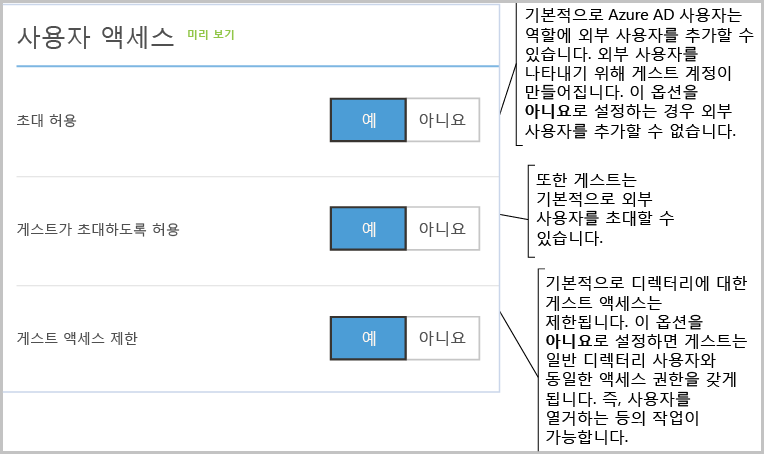 사용자 액세스 미리 보기
초대 허용
예
아니요
게스트가 초대하도록 허용
예
아니요
게스트 액세스 제한
예
아니요
기본적으로 Azure AD 사용자는
역할에 외부 사용자를 추가할 수
있습니다. 외부 사용자를
나타내기 위해 게스트 계정이
만들어집니다. 이 옵션을
아니요로 설정하는 경우 외부
사용자를 추가할 수 없습니다.
또한 게스트는
기본적으로 외부
사용자를 초대할 수
있습니다.
기본적으로 디렉터리에 대한
게스트 액세스는
제한됩니다. 이 옵션을
아니요로 설정하면 게스트는
일반 디렉터리 사용자와
동일한 액세스 권한을 갖게
됩니다. 즉, 사용자를
열거하는 등의 작업이
가능합니다.